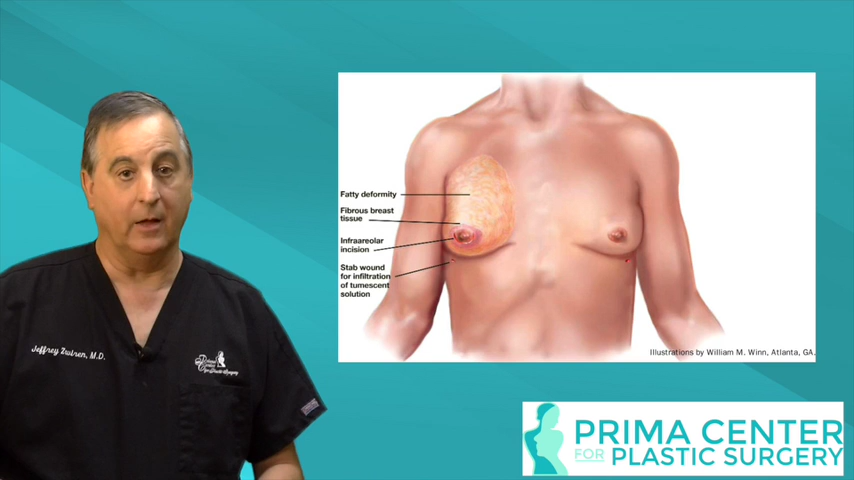 Fatty deformity
Fibrous breast
tissue
Infraareolar
incision
Stab wound
for infiltration
of tumescent
solution
Illustrations by William M. Winn, Atlanta, GA.
Jeffrey Zwiren, M.D.
PRIMA CENTER
FOR PLASTIC SURGERY